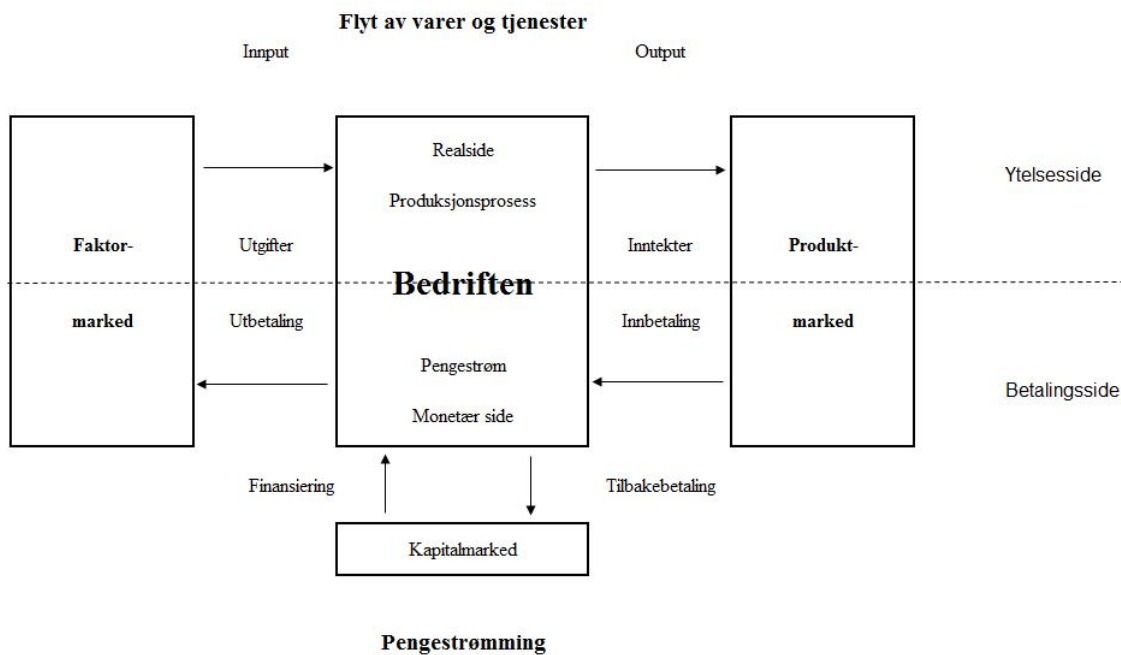 Flyt av varer og tjenester
Innput
Output
Realside
Produksjonsprosess
Ytelsesside
Faktor-
Utgifter
Inntekter
Produkt-
Bedriften
marked
Utbetaling
Innbetaling
marked
Pengestrøm
Monetær side
Betalingsside
Finansiering
Tilbakebetaling
Kapitalmarked
Pengestrømming